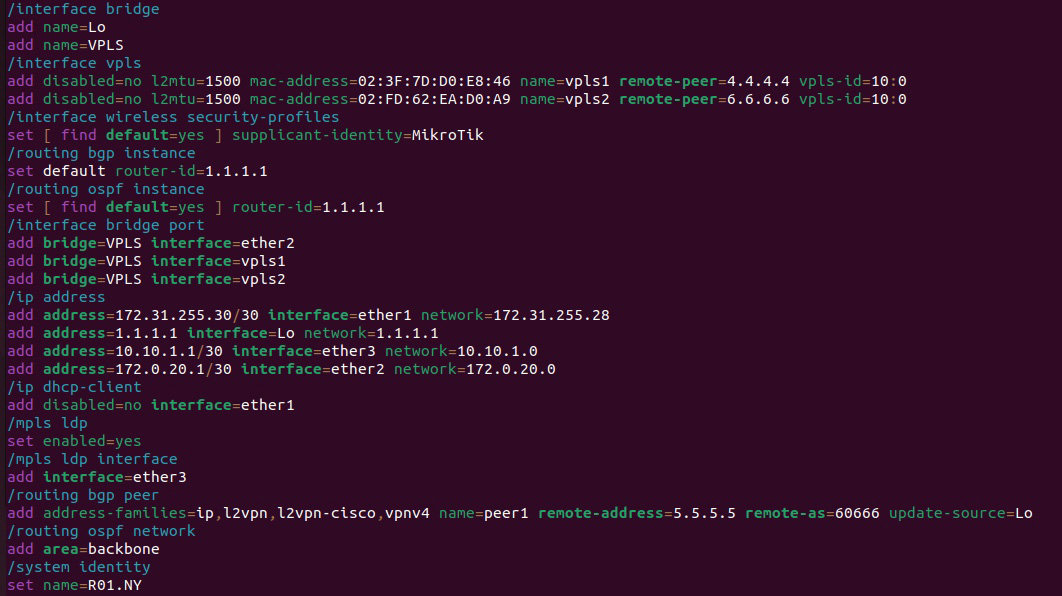 /interface bridge
add name=Lo
add name=VPLS
/interface vpls
add disabled=no l2mtu=1500 mac-address=02:3F:7D:D0:E8:46 name=vpls1 remote-peer=4.4.4.4 vpls-id=10:0
add disabled=no l2mtu=1500 mac-address=02:FD:62:EA:D0:A9 name=vpls2 remote-peer=6.6.6.6 vpls-id=10:0
/interface wireless security-profiles
set [ find default=yes ] supplicant-identity=MikroTik
/routing bgp instance
set default router-id=1.1.1.1
/routing ospf instance
set [ find default=yes ] router-id=1.1.1.1
/interface bridge port
add bridge=VPLS interface=ether2
add bridge=VPLS interface=vpls1
add bridge=VPLS interface=vpls2
/ip address
add address=172.31.255.30/30 interface=ether1 network=172.31.255.28
add address=1.1.1.1 interface=Lo network=1.1.1.1
add address=10.10.1.1/30 interface=ether3 network=10.10.1.0
add address=172.0.20.1/30 interface=ether2 network=172.0.20.0
/ip dhcp-client
add disabled=no interface=ether1
/mpls ldp
set enabled=yes
/mpls ldp interface
add interface=ether3
/routing bgp peer
add address-families=ip,l2vpn,l2vpn-cisco,vpnv4 name=peer1 remote-address=5.5.5.5 remote-as=60666 update-source=Lo
/routing ospf network
add area=backbone
/system identity
set name=R01.NY